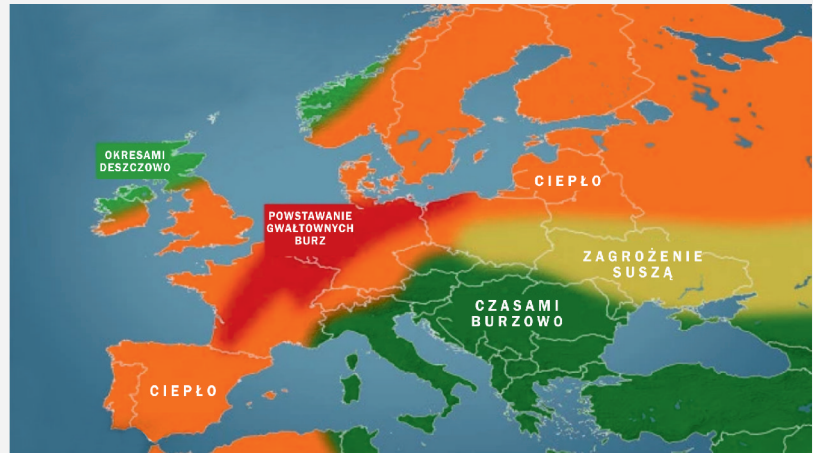 OKRESAMI
DESZCZOWO
CIEPŁO
POWSTAWANIE
GWAŁTOWNYCH
BURZ
ZAGROŻENIE
SUSZĄ
CZASAMI
BURZOWO
CIEPŁO